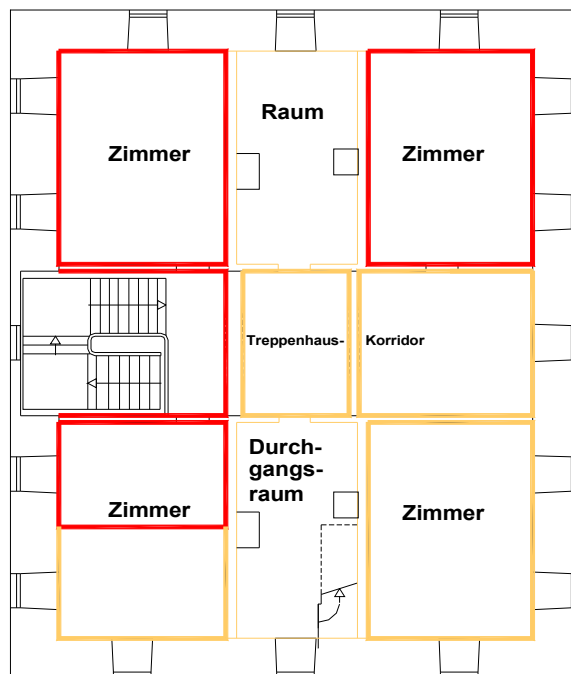 Raum
Zimmer
Zimmer
Treppenhaus-
Korridor
Durch-
gangs-
raum
Zimmer
Zimmer